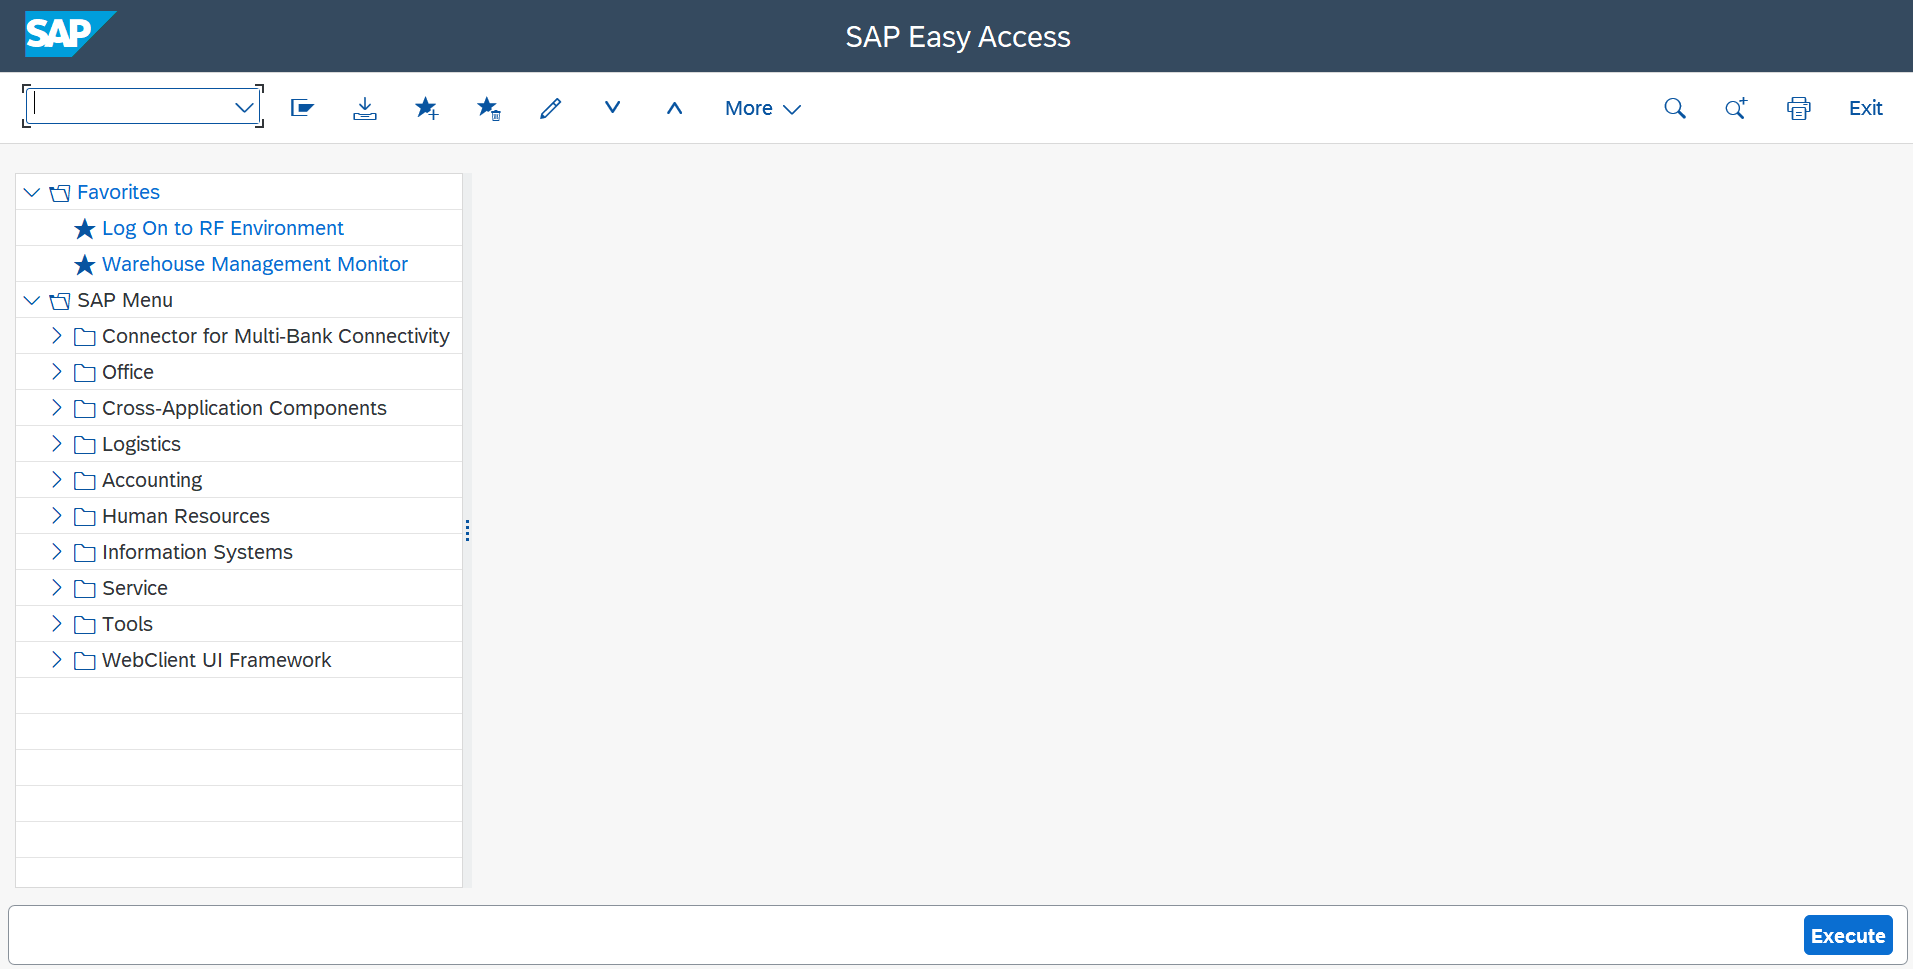 SAP
SAP Easy Access
More
Exit
Favorites
Log On to RF Environment
Warehouse Management Monitor
SAP Menu
Connector for Multi-Bank Connectivity
Office
Cross-Application Components
Logistics
Accounting
Human Resources
Information Systems
Service
Tools
WebClient UI Framework
Execute